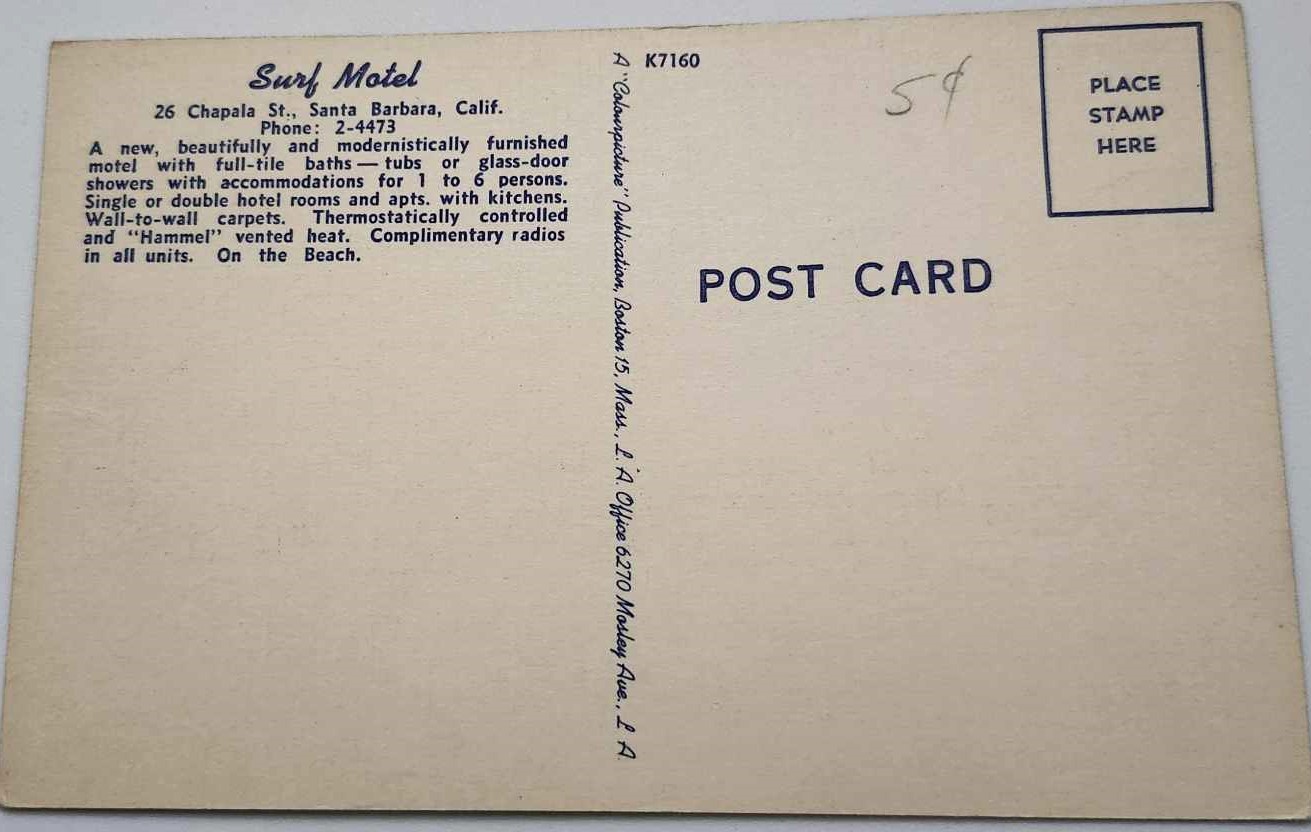 Surf Motel
26 Chapala St., Santa Barbara, Calif.
Phone: 2-4473
A new, beautifully and modernistically furnished
motel with full-tile baths — tubs or glass-door
showers with accommodations for 1 to 6 persons.
Single or double hotel rooms and apts. with kitchens.
Wall-to-wall carpets. Thermostatically controlled
and "Hammel" vented heat. Complimentary radios
in all units. On the Beach.
A "Colourpicture" Publication, Boston 15, Mass., L. A. Office 6270 Mosley Ave., L A.
K7160
5¢
PLACE
STAMP
HERE
POST CARD